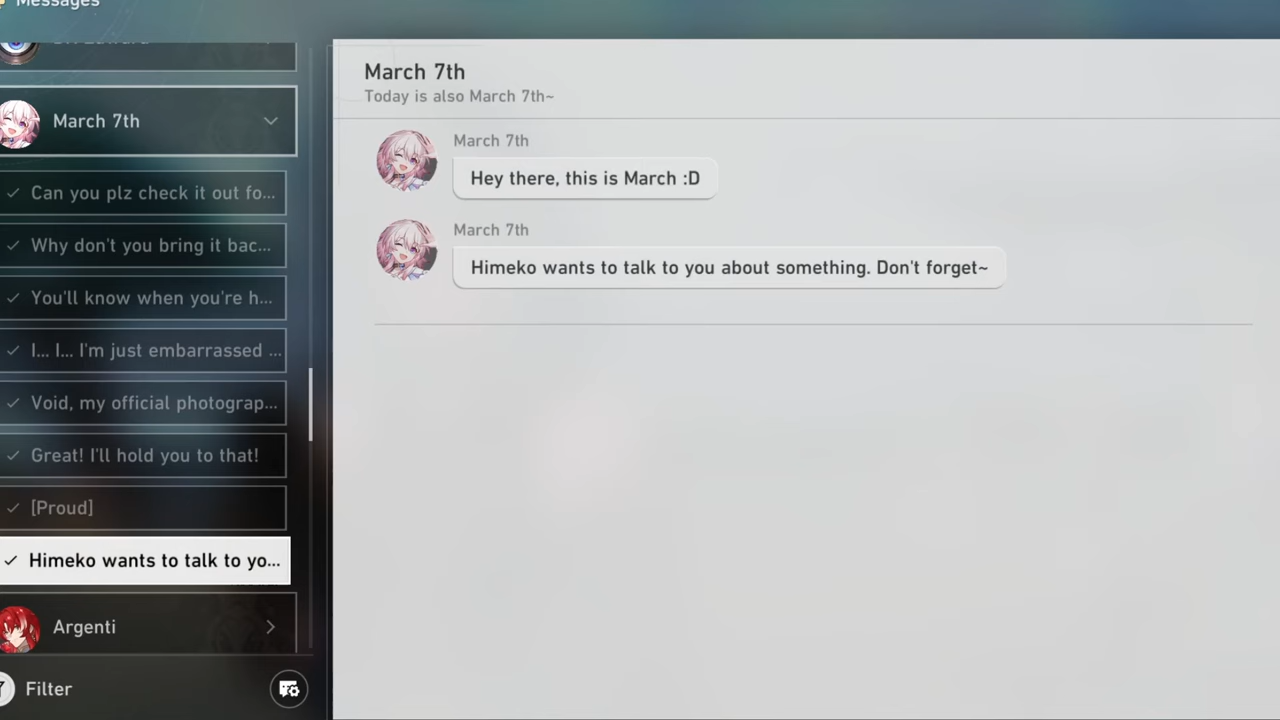 Messages
March 7th
Can you plz check it out fo...
Why don't you bring it bac...
You'll know when you're h...
I... I... I'm just embarrassed ...
Void, my official photograp...
Great! I'll hold you to that!
[Proud]
Himeko wants to talk to yo...
Argenti
Filter
March 7th
Today is also March 7th~
March 7th
Hey there, this is March :D
March 7th
Himeko wants to talk to you about something. Don't forget~